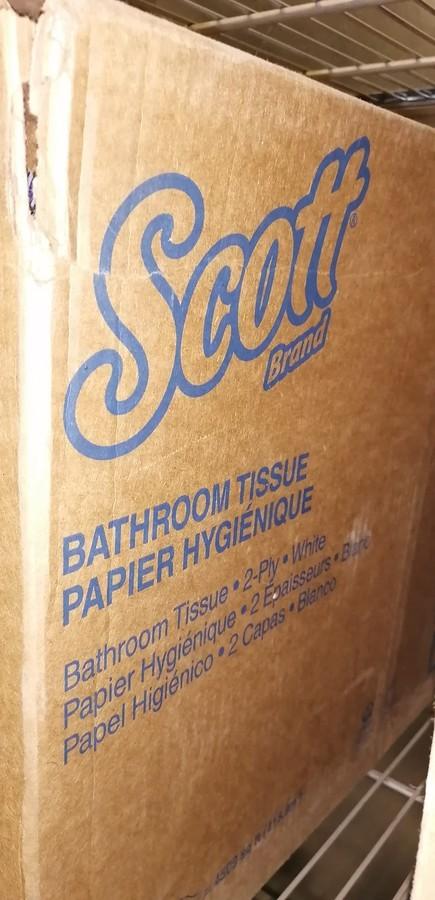 Scott®
Brand
BATHROOM TISSUE
PAPIER HYGIÉNIQUE
Bathroom Tissue • 2-Ply • White
Papier Hygiénique • 2 Épaisseurs • Blanc
Papel Higiénico • 2 Capas • Blanco